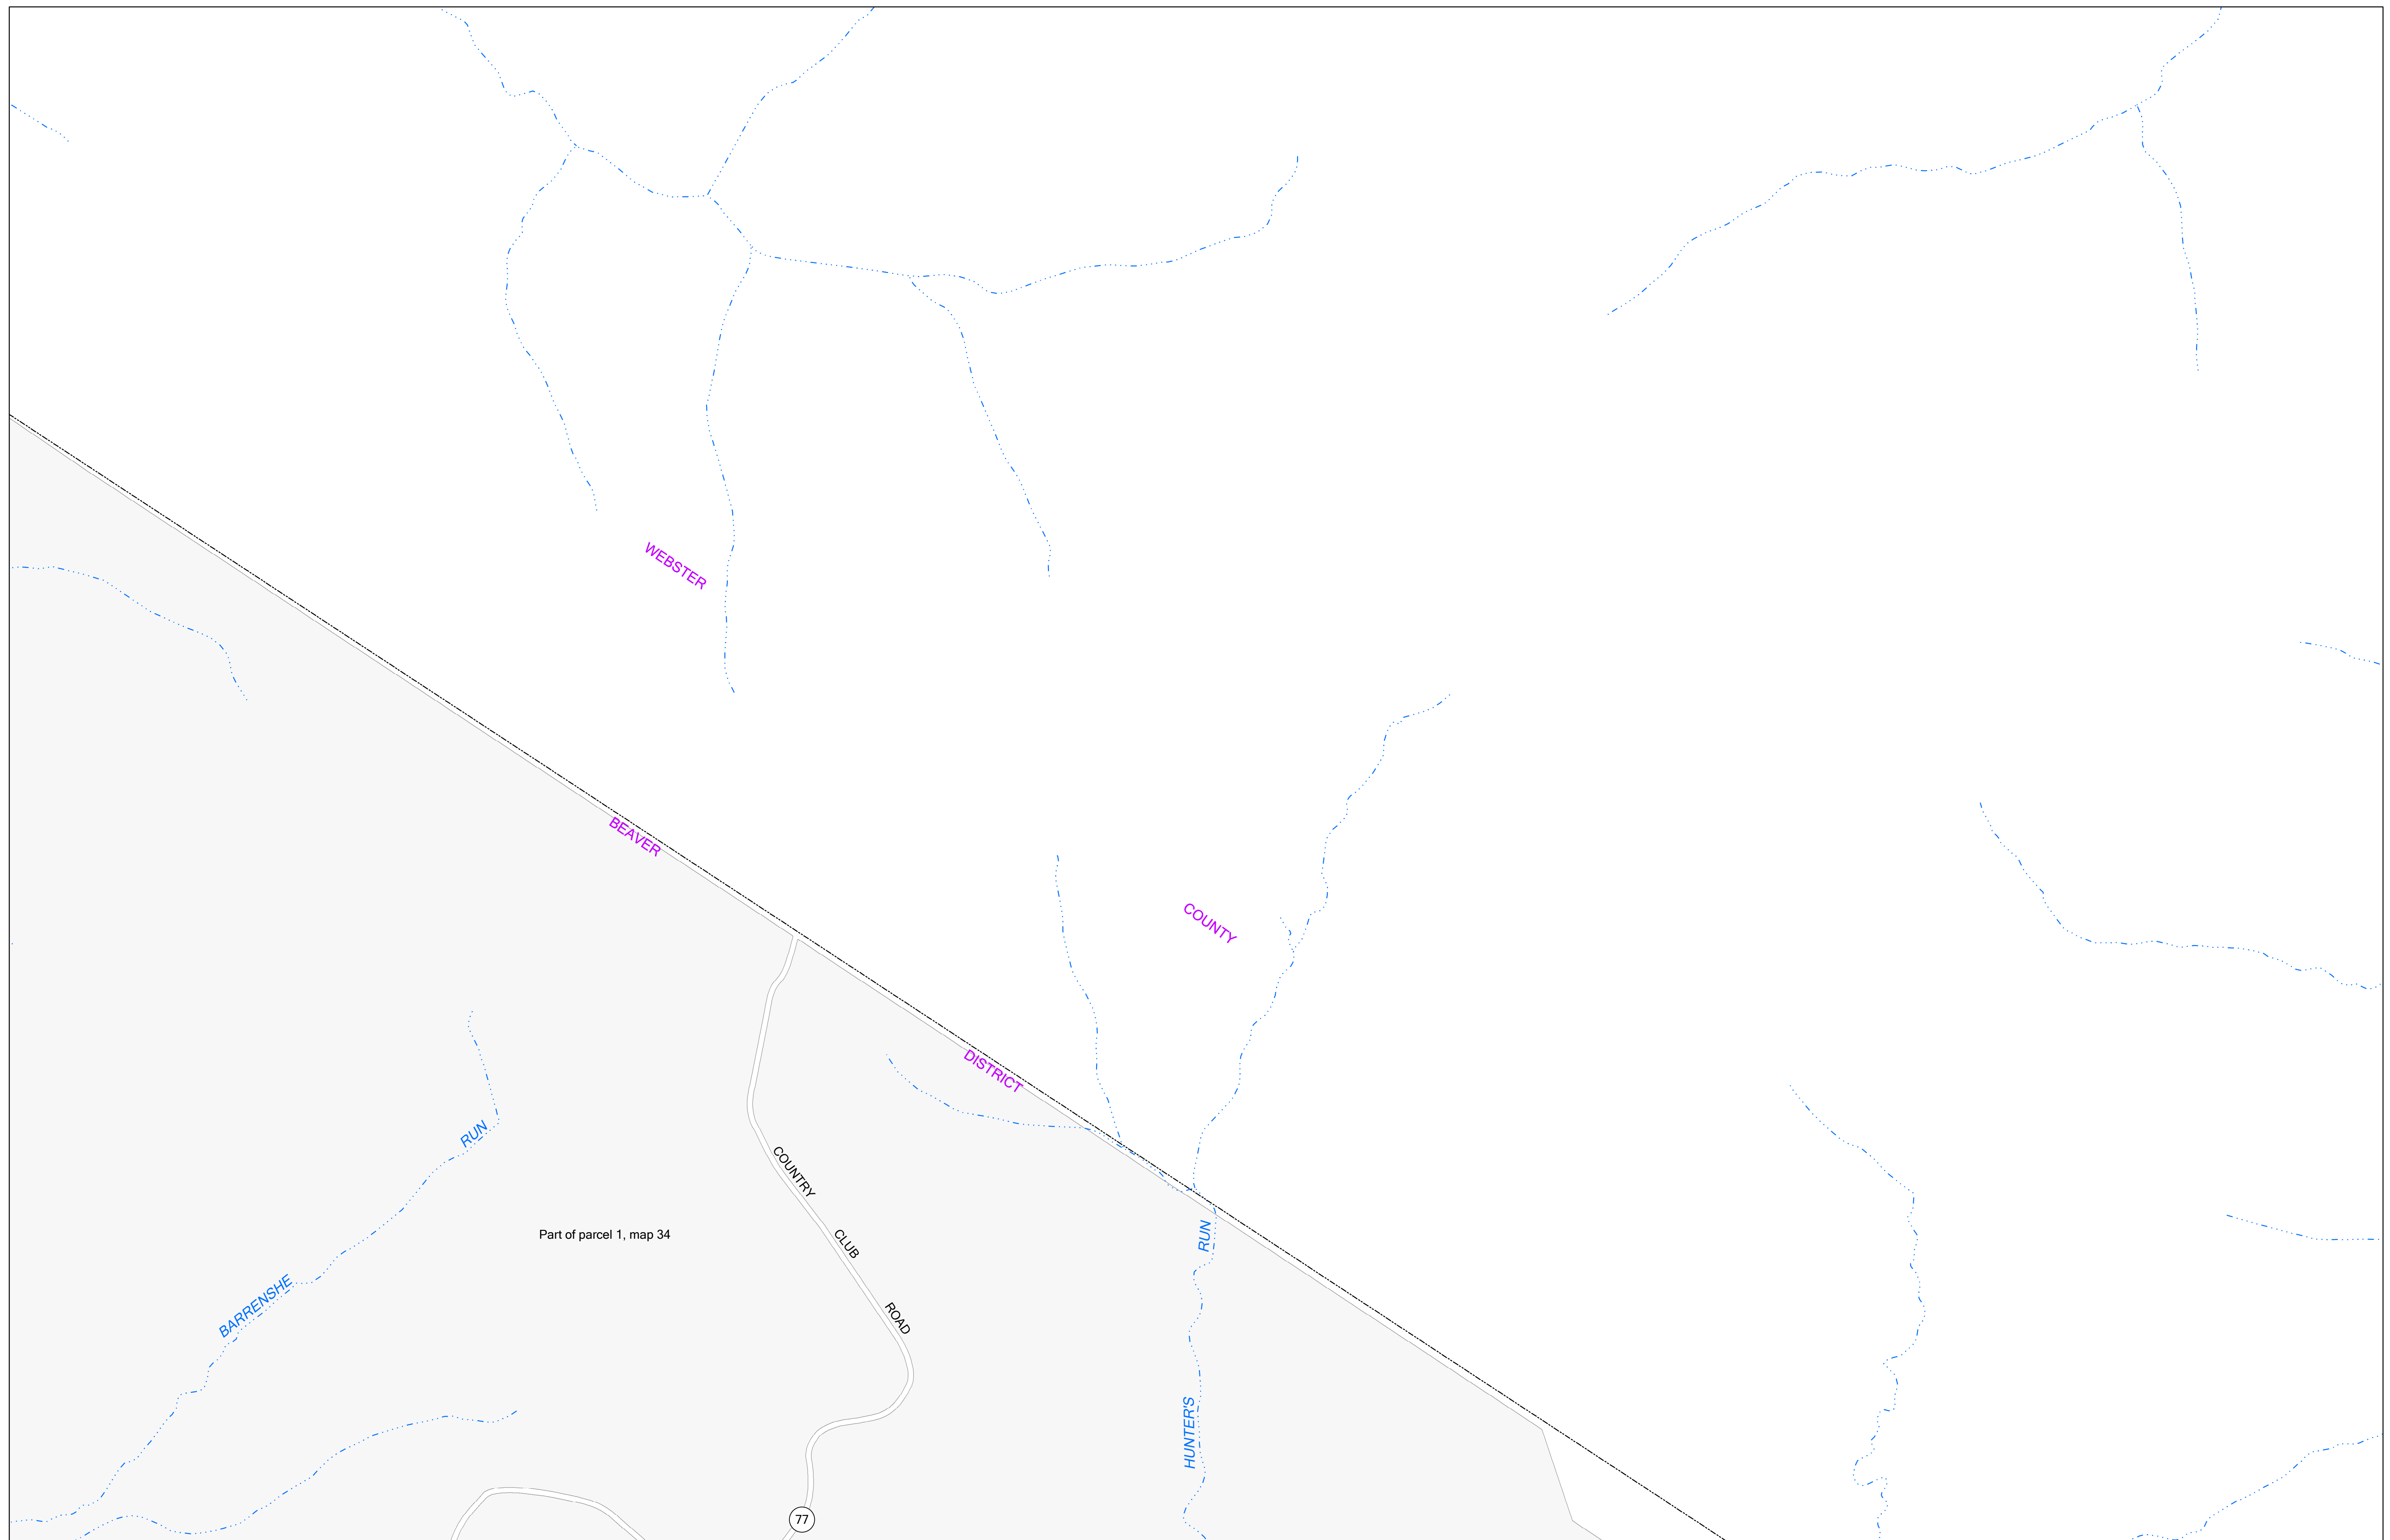 WEBSTER
COUNTY
BEAVER
DISTRICT
COUNTRY
CLUB
ROAD
BARRENSHE
RUN
Part of parcel 1, map 34
HUNTER'S
RUN
77